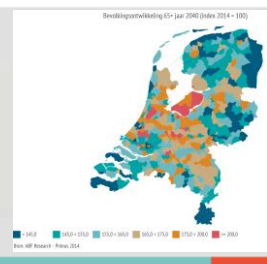 Bevolkingsontwikkeling 65+ jaar 2040 (index 2014 = 100)
< 145,0 145,0 < 155,0 155,0 < 165,0 165,0 < 175,0 175,0 < 200,0 >= 200,0
Bron: ABF Research - Primos 2014